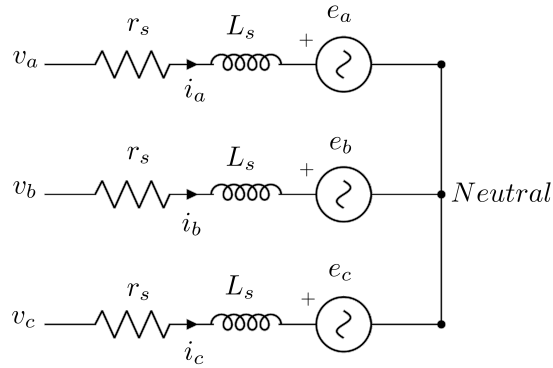 r_s L_s e_a
v_a +
i_a
r_s L_s e_b
v_b + Neutral
i_b
r_s L_s e_c
v_c +
i_c